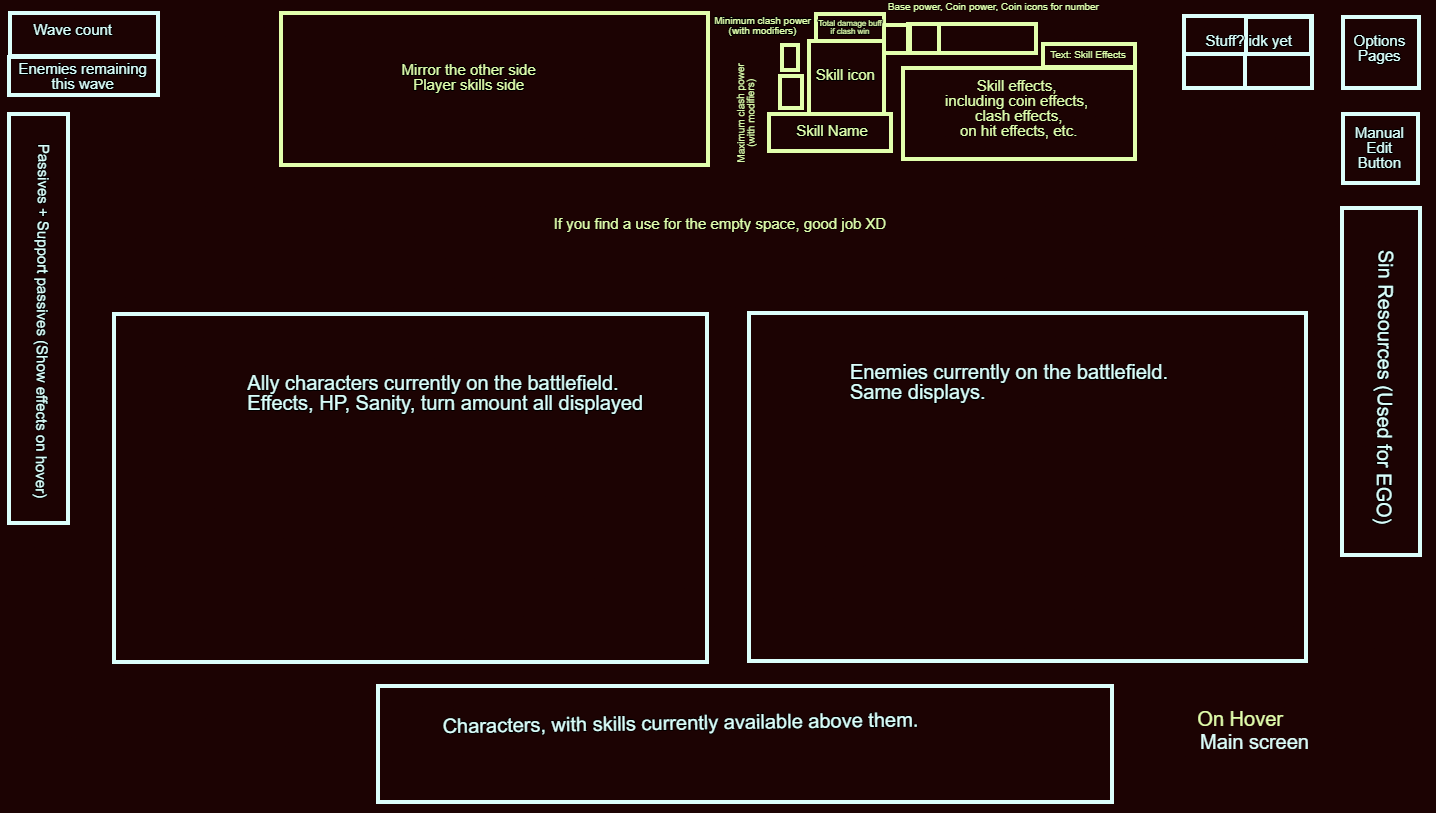 Wave count
Enemies remaining
this wave
Passives + Support passives (Show effects on hover)
Mirror the other side
Player skills side
Minimum clash power
(with modifiers)
Maximum clash power
(with modifiers)
Total damage buff
if clash win
Skill icon
Skill Name
Base power, Coin power, Coin icons for number
Text: Skill Effects
Skill effects,
including coin effects,
clash effects,
on hit effects, etc.
Stuff? idk yet
Options
Pages
Manual
Edit
Button
Sin Resources (Used for EGO)
If you find a use for the empty space, good job XD
Ally characters currently on the battlefield.
Effects, HP, Sanity, turn amount all displayed
Enemies currently on the battlefield.
Same displays.
Characters, with skills currently available above them.
On Hover
Main screen